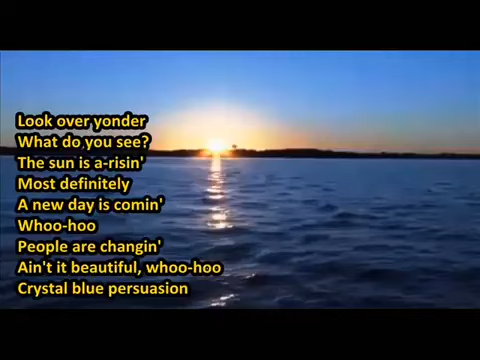 Look over yonder
What do you see?
The sun is a-risin'
Most definitely
A new day is comin'
Whoo-hoo
People are changin'
Ain't it beautiful, whoo-hoo
Crystal blue persuasion